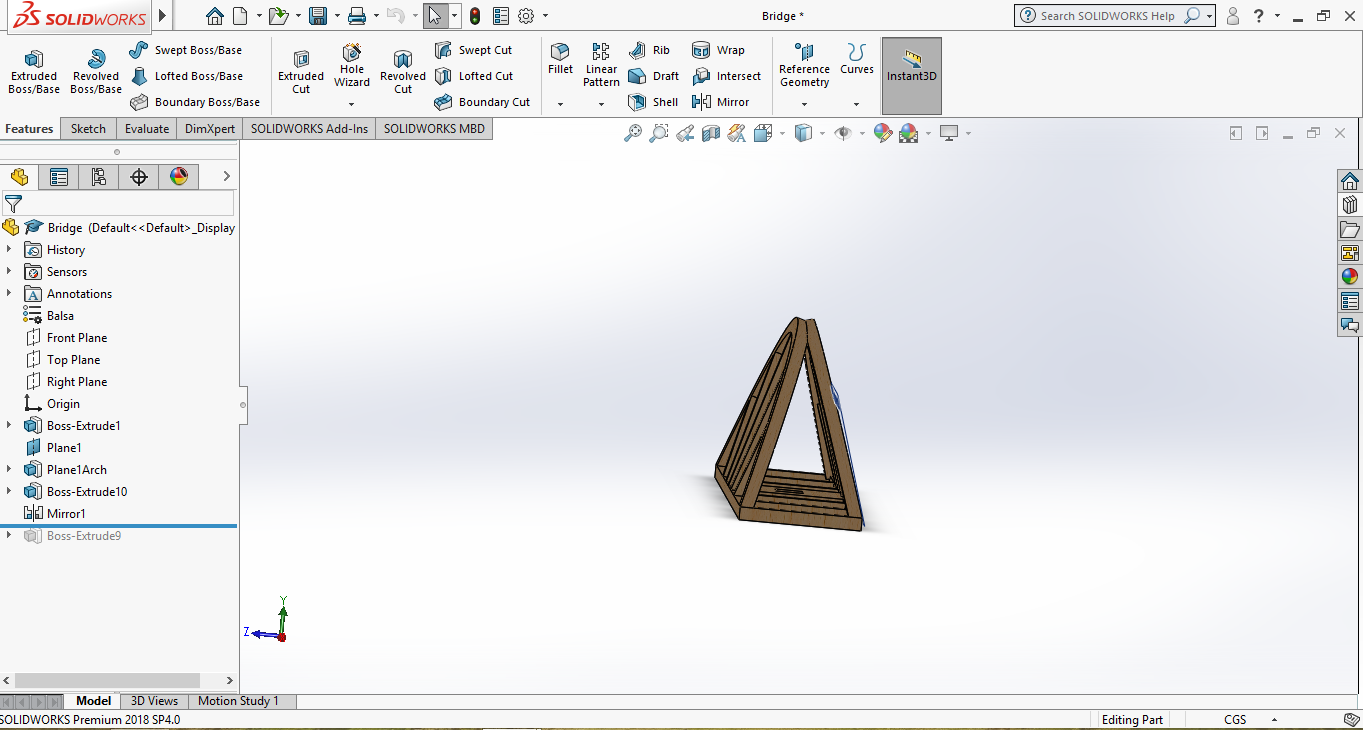 SOLIDWORKS
Bridge *
Search SOLIDWORKS Help
?
Extruded
Boss/Base
Revolved
Boss/Base
Swept Boss/Base
Lofted Boss/Base
Boundary Boss/Base
Extruded
Cut
Hole
Wizard
Revolved
Cut
Swept Cut
Lofted Cut
Boundary Cut
Fillet
Linear
Pattern
Rib
Draft
Shell
Wrap
Intersect
Mirror
Reference
Geometry
Curves
Instant3D
Features
Sketch
Evaluate
DimXpert
SOLIDWORKS Add-Ins
SOLIDWORKS MBD
Bridge (Default<<Default>_Display
History
Sensors
Annotations
Balsa
Front Plane
Top Plane
Right Plane
Origin
Boss-Extrude1
Plane1
Plane1Arch
Boss-Extrude10
Mirror1
Boss-Extrude9
Y
Z
Model
3D Views
Motion Study 1
SOLIDWORKS Premium 2018 SP4.0
Editing Part
CGS